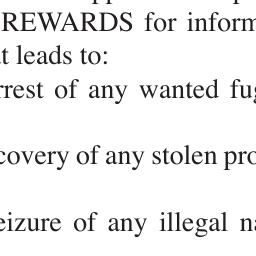 REWARDS for inform
t leads to:
rrest of any wanted fu
covery of any stolen pro
eizure of any illegal na